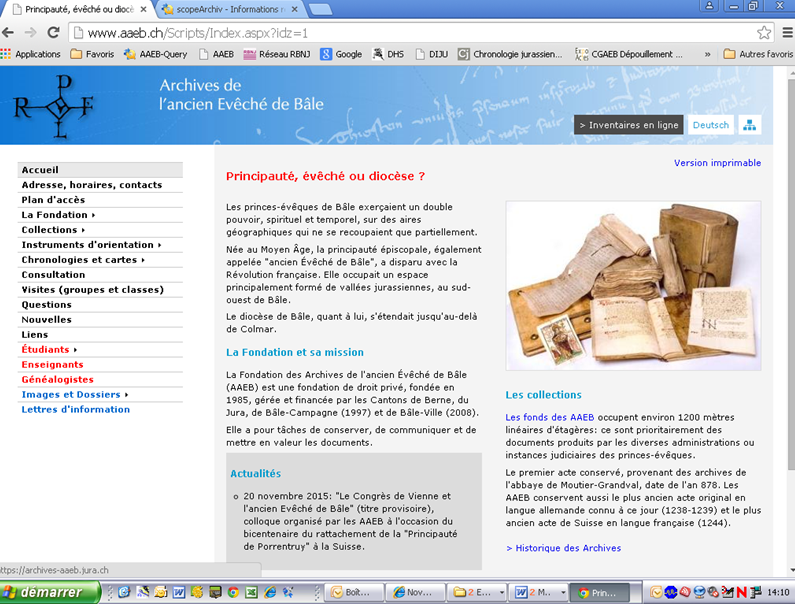 Principauté, évêché ou diocè
scopeArchiv - Informations r
www.aaeb.ch/Scripts/Index.aspx?idz=1
Applications Favoris AAEB-Query AAEB Réseau RBNJ Google DHS DIJU Chronologie jurassien... CGAEB Dépouillement ... » Autres favoris
Archives de
l'ancien Evêché de Bâle
> Inventaires en ligne Deutsch
Accueil
Adresse, horaires, contacts
Plan d'accès
La Fondation
Collections
Instruments d'orientation
Chronologies et cartes
Consultation
Visites (groupes et classes)
Questions
Nouvelles
Liens
Étudiants
Enseignants
Généalogistes
Images et Dossiers
Lettres d'information
Version imprimable
Principauté, évêché ou diocèse ?
Les princes-évêques de Bâle exerçaient un double
pouvoir, spirituel et temporel, sur des aires
géographiques qui ne se recoupaient que partiellement.
Née au Moyen Âge, la principauté épiscopale, également
appelée "ancien Évêché de Bâle", a disparu avec la
Révolution française. Elle occupait un espace
principalement formé de vallées jurassiennes, au sud-
ouest de Bâle.
Le diocèse de Bâle, quant à lui, s'étendait jusqu'au-delà
de Colmar.
La Fondation et sa mission
La Fondation des Archives de l'ancien Évêché de Bâle
(AAEB) est une fondation de droit privé, fondée en
1985, gérée et financée par les Cantons de Berne, du
Jura, de Bâle-Campagne (1997) et de Bâle-Ville (2008).
Elle a pour tâches de conserver, de communiquer et de
mettre en valeur les documents.
Actualités
20 novembre 2015: "Le Congrès de Vienne et
l'ancien Evêché de Bâle" (titre provisoire),
colloque organisé par les AAEB à l'occasion du
bicentenaire du rattachement de la "Principauté
de Porrentruy" à la Suisse.
Les collections
Les fonds des AAEB occupent environ 1200 mètres
linéaires d'étagères: ce sont prioritairement des
documents produits par les diverses administrations ou
instances judiciaires des princes-évêques.
Le premier acte conservé, provenant des archives de
l'abbaye de Moutier-Grandval, date de l'an 878. Les
AAEB conservent aussi le plus ancien acte original en
langue allemande connu à ce jour (1238-1239) et le plus
ancien acte de Suisse en langue française (1244).
> Historique des Archives
https://archives-aaeb.jura.ch
démarrer
Boît... Nov... 2 E... 2 M... Prin... 14:10